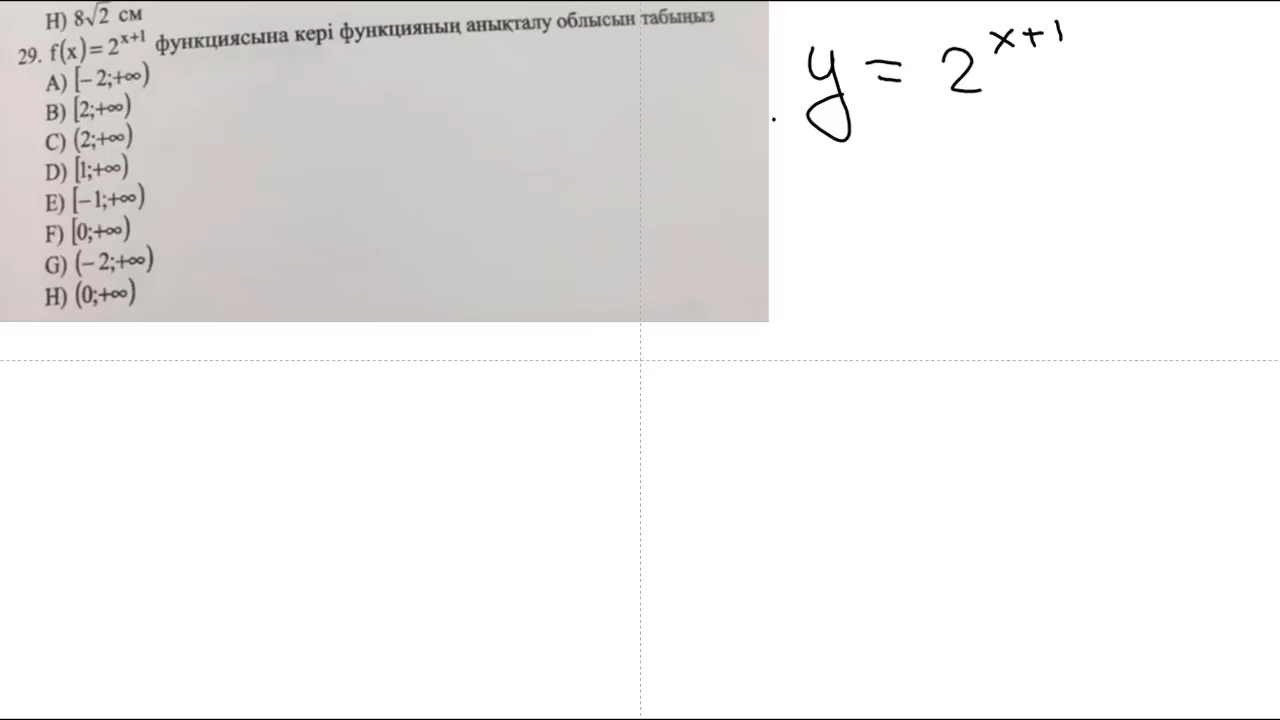 H) 8√2 см
29. f(x)= 2^{x+1} функциясына кері функцияның анықталу облысын табыңыз
A) [– 2;+∞)
B) [2;+∞)
C) (2;+∞)
D) [1;+∞)
E) [–1;+∞)
F) [0;+∞)
G) (– 2;+∞)
H) (0;+∞)
y = 2^{x+1}